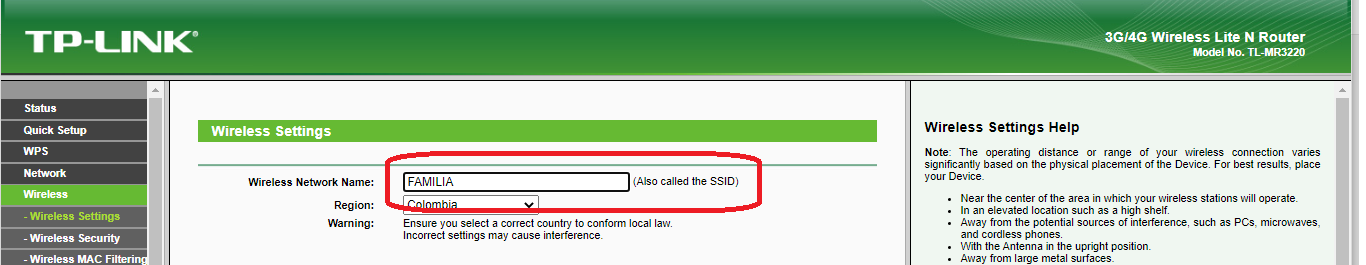 TP-LINK®
3G/4G Wireless Lite N Router
Model No. TL-MR3220
Status
Quick Setup
WPS
Network
Wireless
- Wireless Settings
- Wireless Security
- Wireless MAC Filtering
Wireless Settings
Wireless Network Name: FAMILIA (Also called the SSID)
Region: Colombia
Warning: Ensure you select a correct country to conform local law.
Incorrect settings may cause interference.
Wireless Settings Help
Note: The operating distance or range of your wireless connection varies
significantly based on the physical placement of the Device. For best results, place
your Device.
• Near the center of the area in which your wireless stations will operate.
• In an elevated location such as a high shelf.
• Away from the potential sources of interference, such as PCs, microwaves,
and cordless phones.
• With the Antenna in the upright position.
• Away from large metal surfaces.